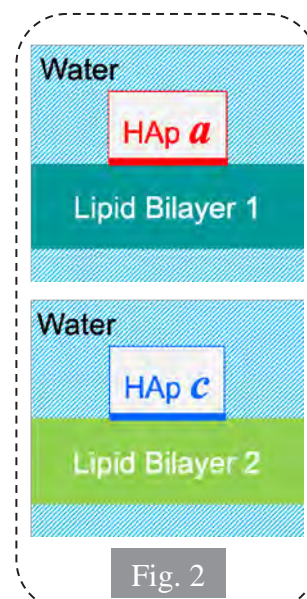 Water
HAp a
Lipid Bilayer 1
Water
HAp c
Lipid Bilayer 2
Fig. 2